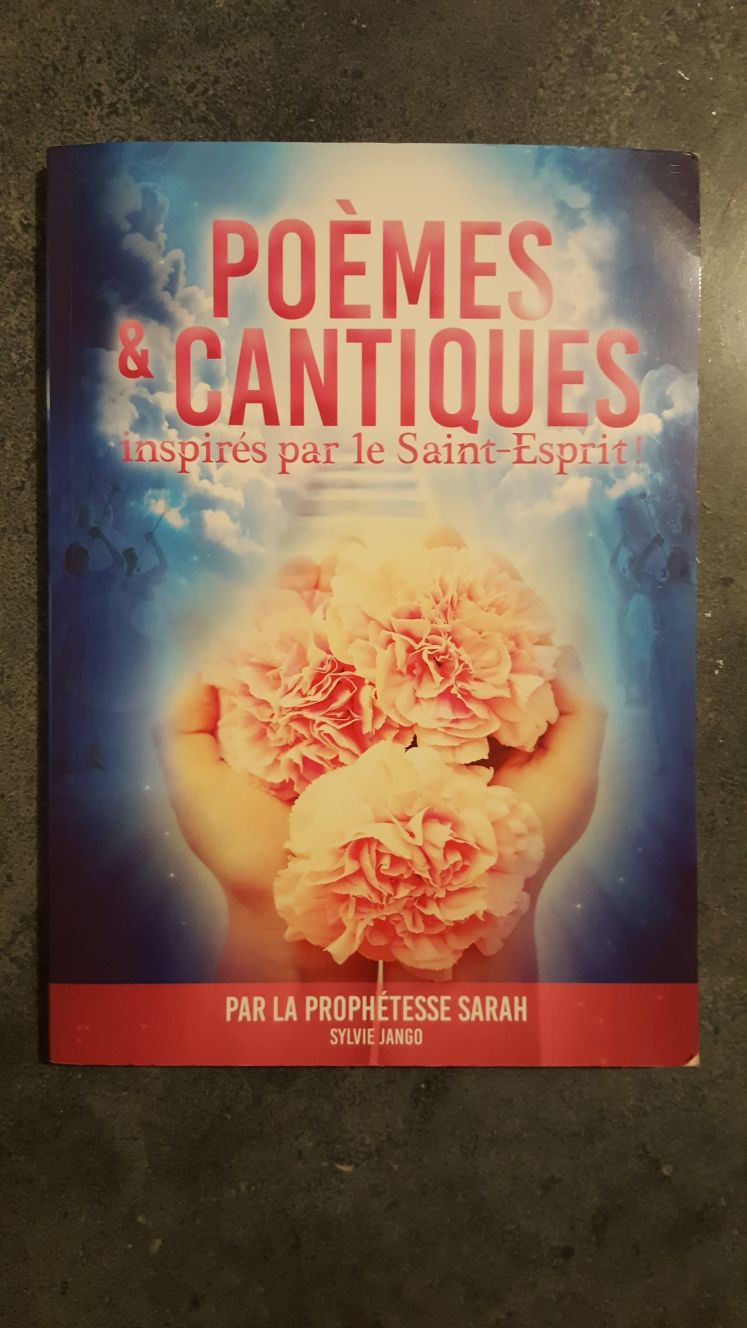 POÈMES
& CANTIQUES
inspirés par le Saint-Esprit !
PAR LA PROPHÉTESSE SARAH
SYLVIE JANGO